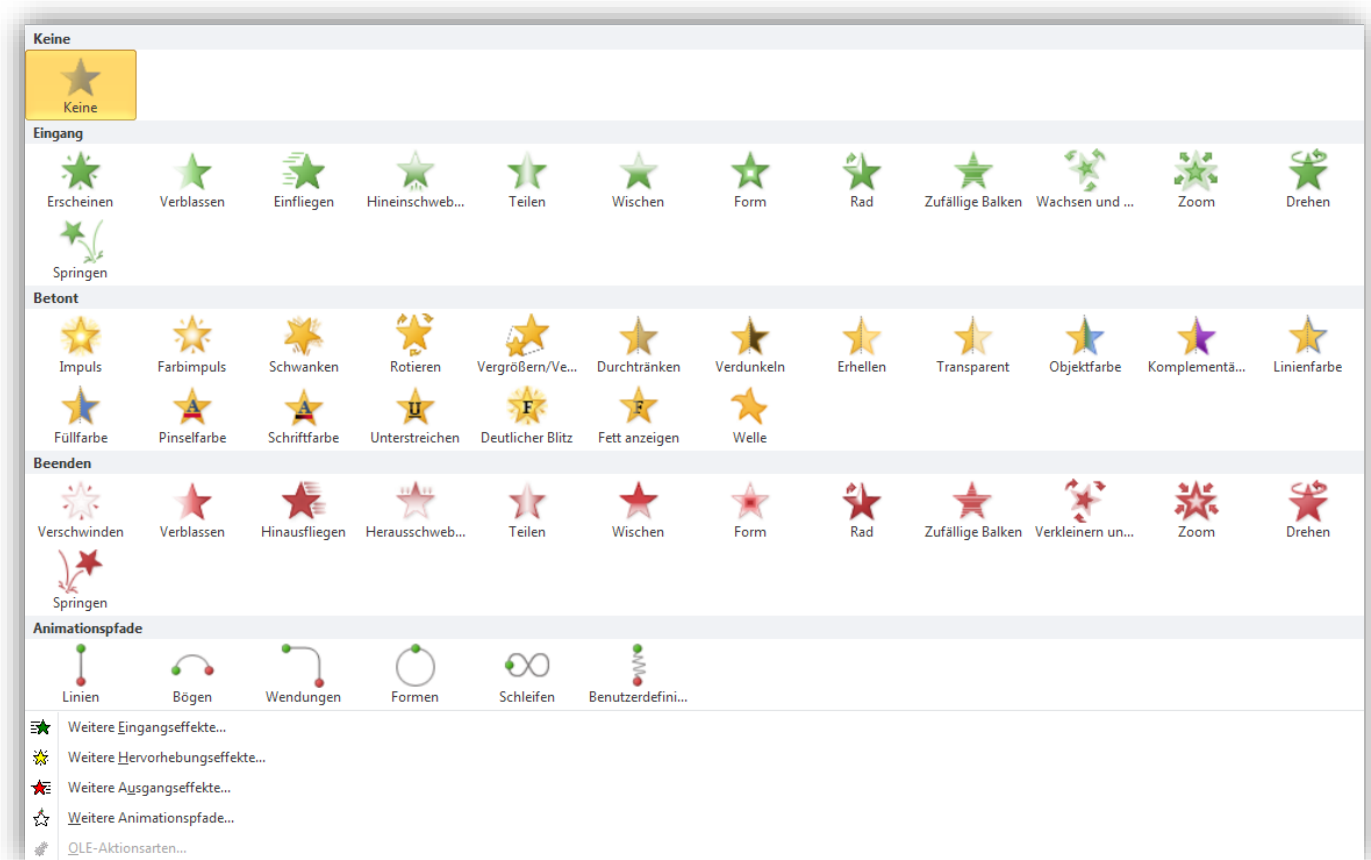 Keine
Keine
Eingang
Erscheinen Verblassen Einfliegen Hineinschweb... Teilen Wischen Form Rad Zufällige Balken Wachsen und ... Zoom Drehen
Springen
Betont
Impuls Farbimpuls Schwanken Rotieren Vergrößern/Ve... Durchtränken Verdunkeln Erhellen Transparent Objektfarbe Komplementä... Linienfarbe
Füllfarbe Pinselfarbe Schriftfarbe Unterstreichen Deutlicher Blitz Fett anzeigen Welle
Beenden
Verschwinden Verblassen Hinausfliegen Herausschweb... Teilen Wischen Form Rad Zufällige Balken Verkleinern un... Zoom Drehen
Springen
Animationspfade
Linien Bögen Wendungen Formen Schleifen Benutzerdefini...
Weitere Eingangseffekte...
Weitere Hervorhebungseffekte...
Weitere Ausgangseffekte...
Weitere Animationspfade...
OLE-Aktionsarten...